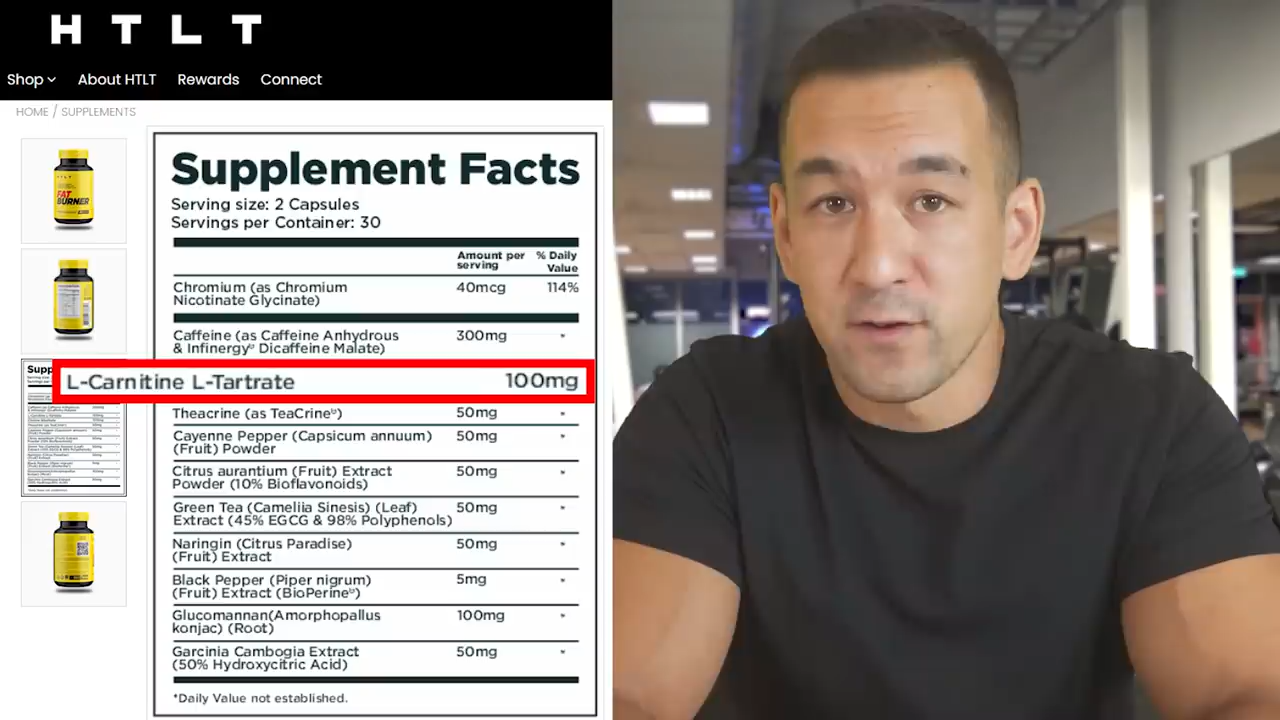 HTLT
Shop About HTLT Rewards Connect
HOME / SUPPLEMENTS
FAT
BURNER
Supplement Facts
Serving size: 2 Capsules
Servings per Container: 30
Amount per serving % Daily Value
Chromium (as Chromium 40mcg 114%
Nicotinate Glycinate)
Caffeine (as Caffeine Anhydrous 300mg *
& Infinergy® Dicaffeine Malate)
L-Carnitine L-Tartrate 100mg
Theacrine (as TeaCrine®) 50mg *
Cayenne Pepper (Capsicum annuum) 50mg *
(Fruit) Powder
Citrus aurantium (Fruit) Extract 50mg *
Powder (10% Bioflavonoids)
Green Tea (Camellia Sinesis) (Leaf) 50mg *
Extract (45% EGCG & 98% Polyphenols)
Naringin (Citrus Paradise) 50mg *
(Fruit) Extract
Black Pepper (Piper nigrum) 5mg *
(Fruit) Extract (BioPerine®)
Glucomannan(Amorphopallus 100mg *
konjac) (Root)
Garcinia Cambogia Extract 50mg *
(50% Hydroxycitric Acid)
*Daily Value not established.